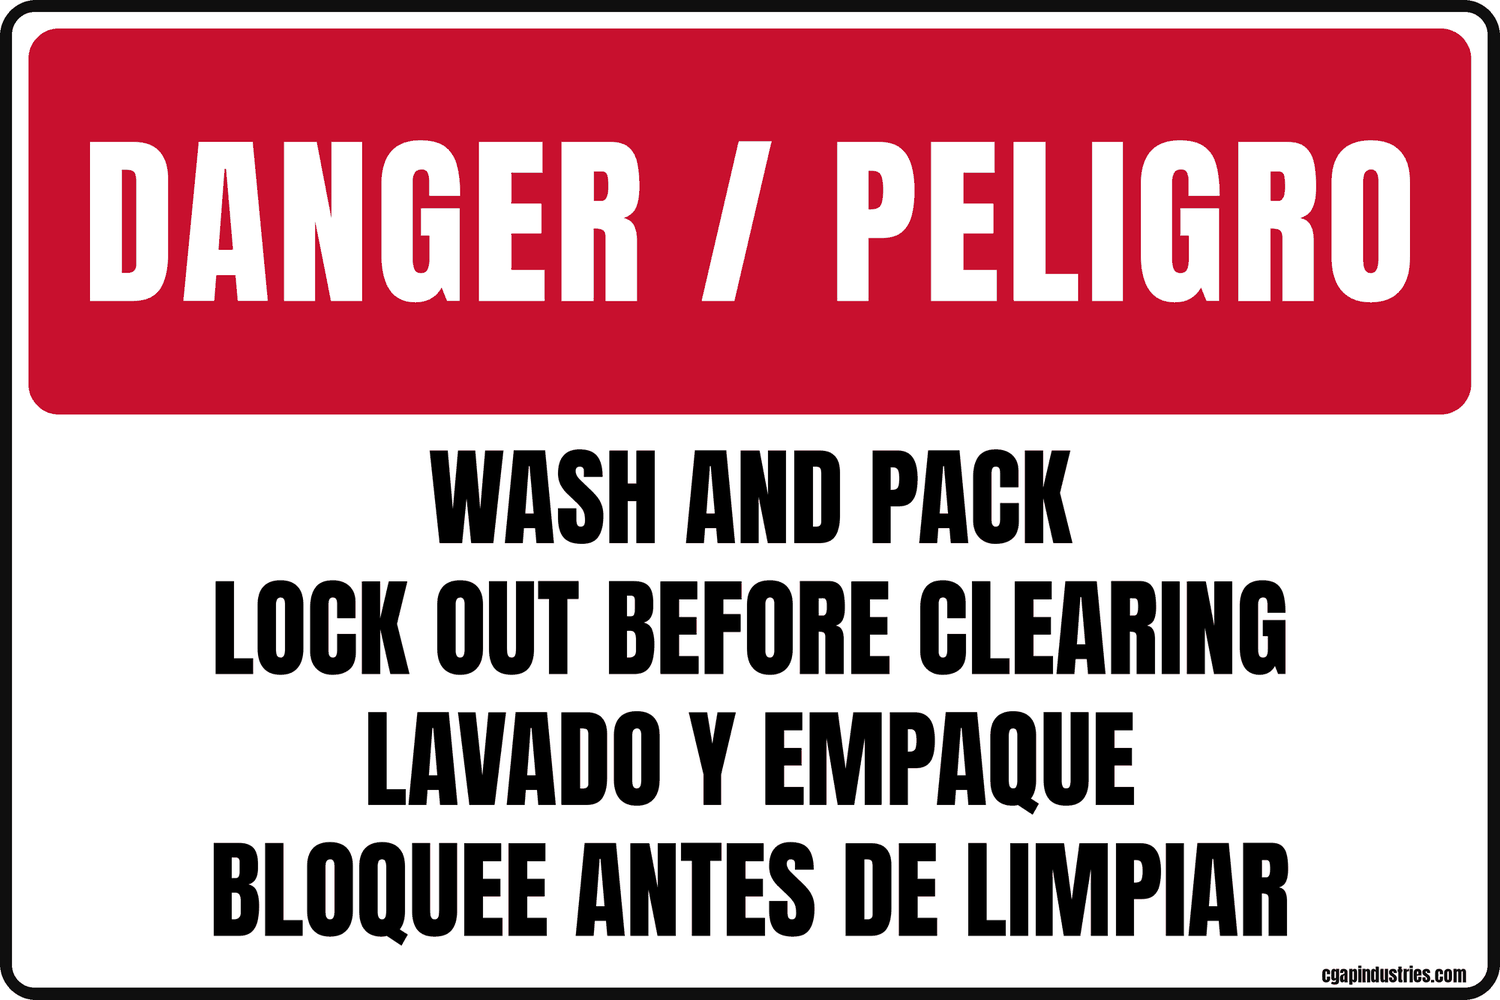 DANGER / PELIGRO
WASH AND PACK
LOCK OUT BEFORE CLEARING
LAVADO Y EMPAQUE
BLOQUEE ANTES DE LIMPIAR
cgapindustries.com